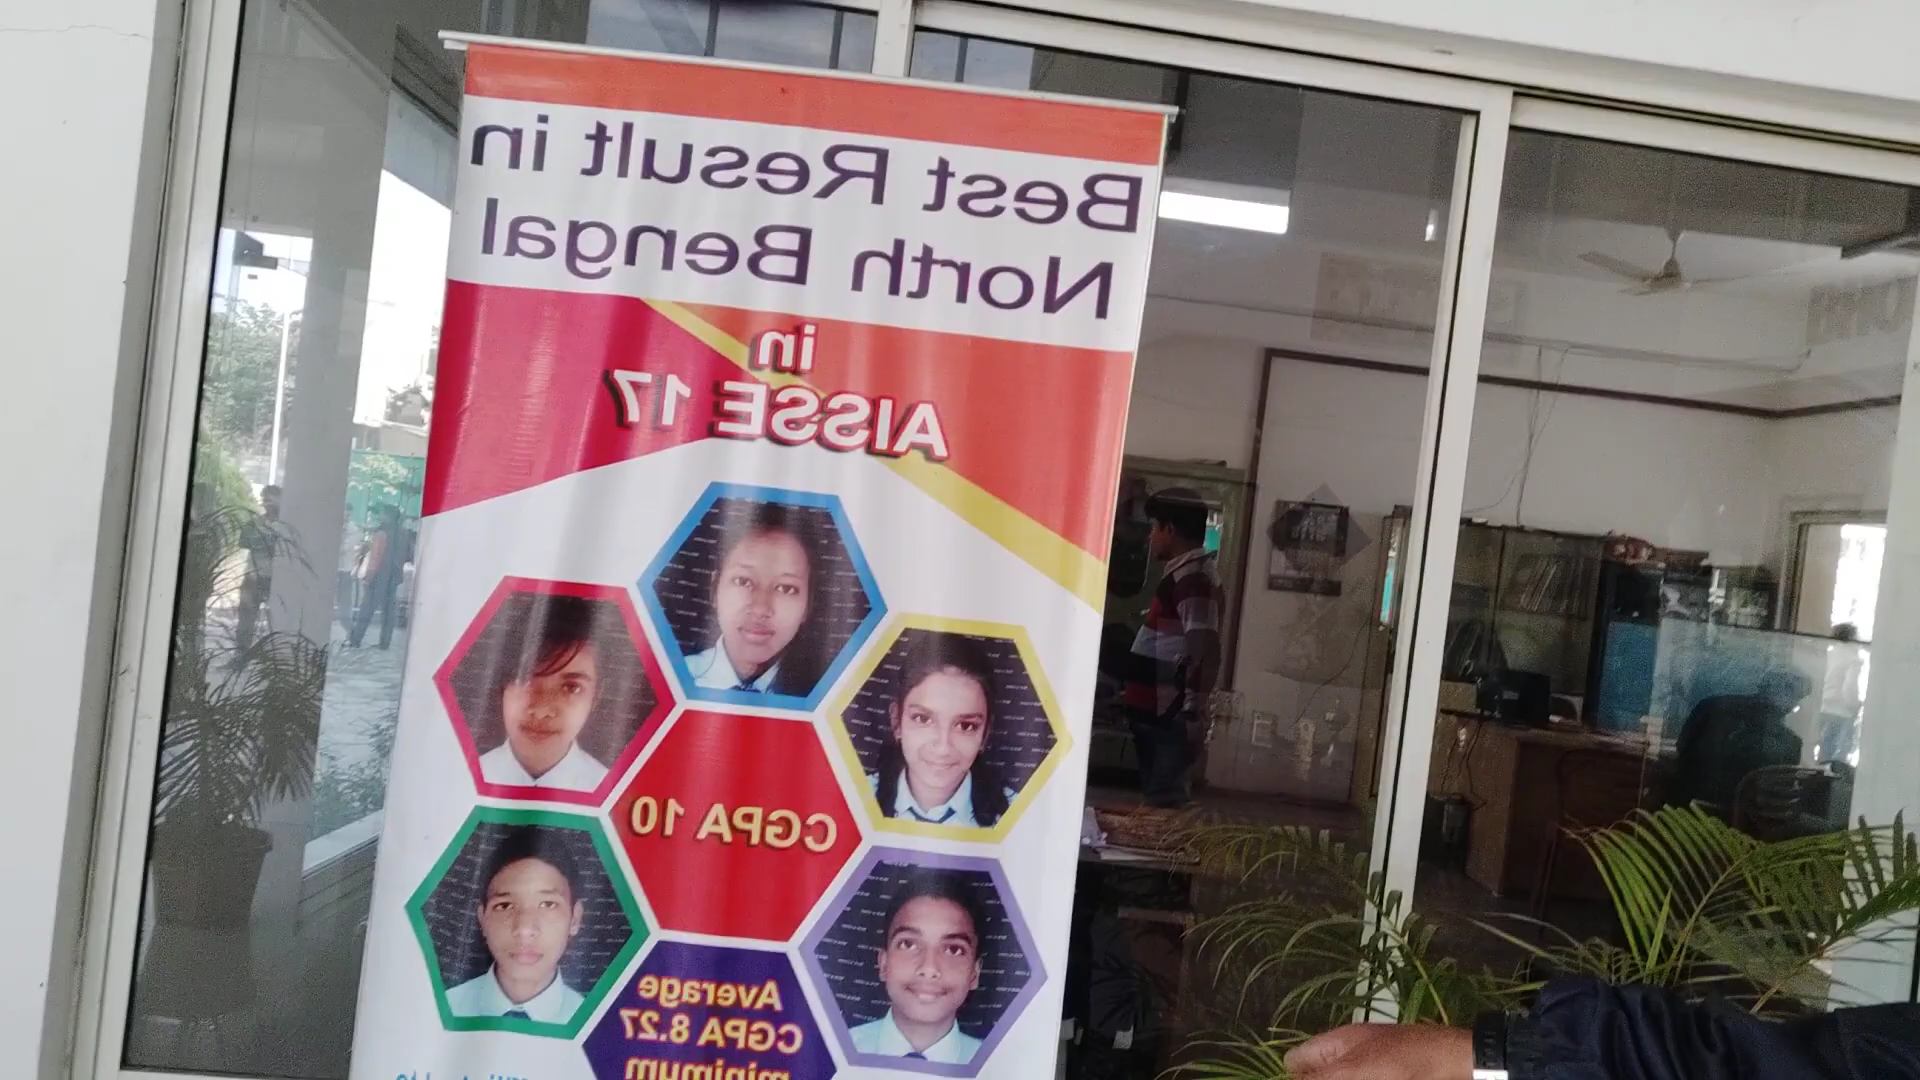 Best Result in
North Bengal
in
AISSE 17
CGPA 10
Average
CGPA 8.27
minimum